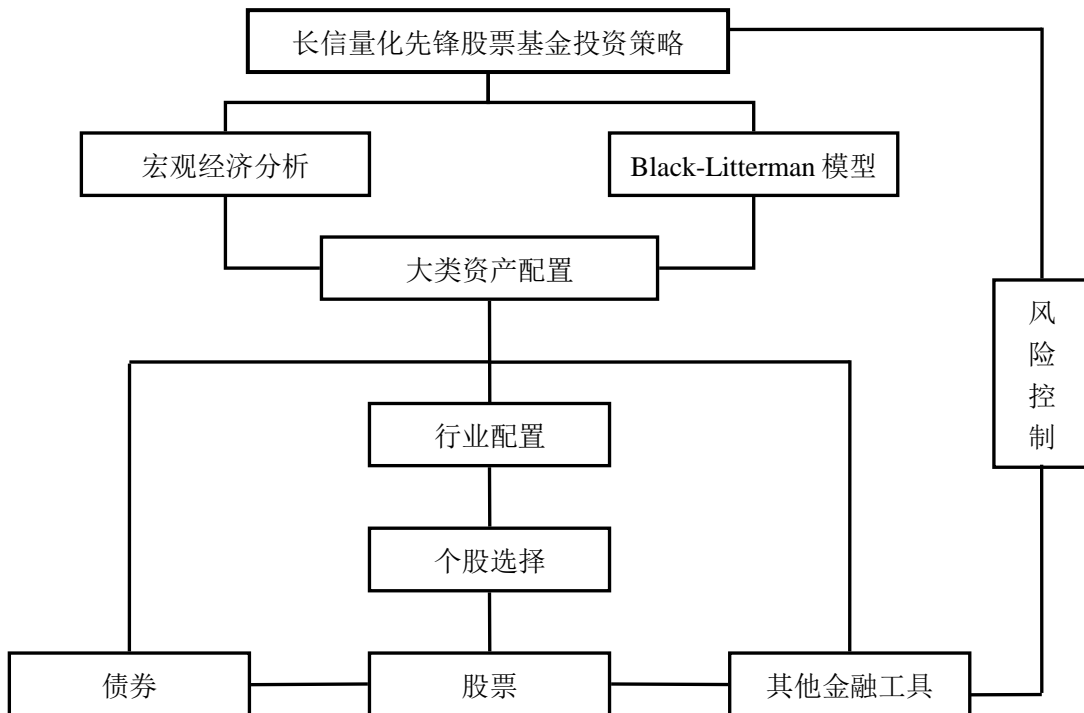 长信量化先锋股票基金投资策略
宏观经济分析
Black-Litterman 模型
大类资产配置
风
险
控
制
行业配置
个股选择
债券
股票
其他金融工具